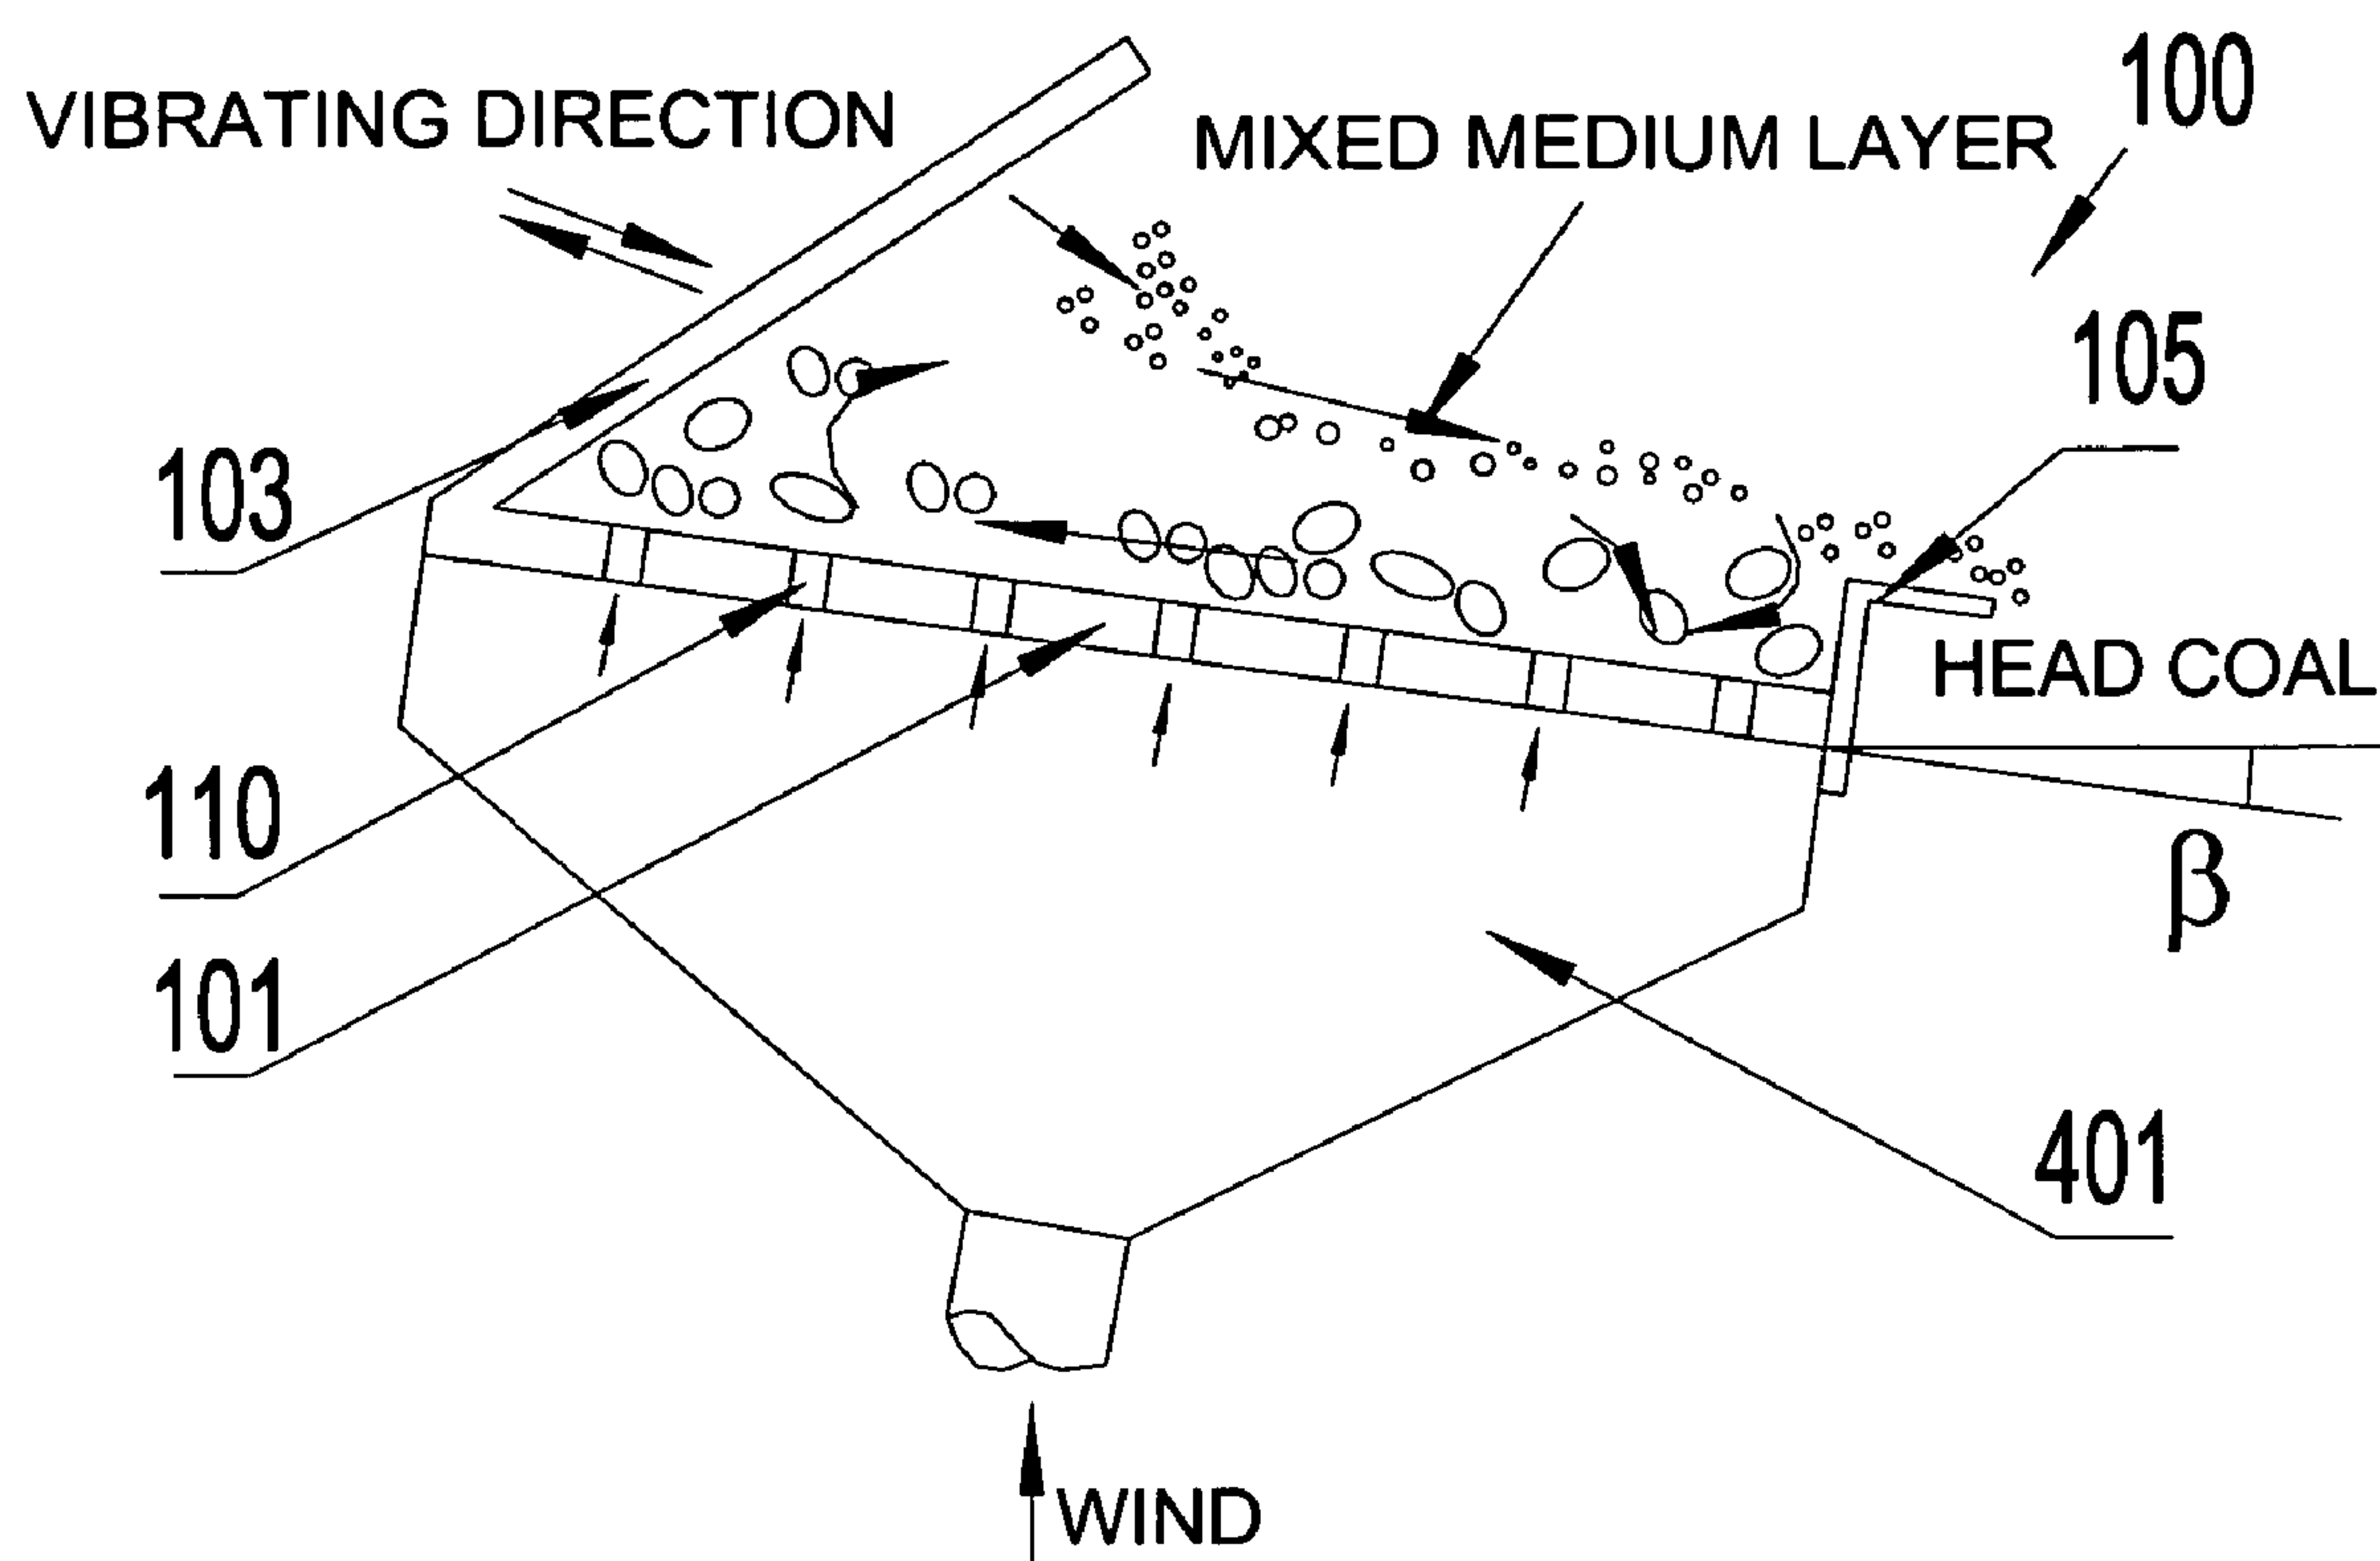 100
VIBRATING DIRECTION
MIXED MEDIUM LAYER
105
103
HEAD COAL
110
β
101
401
WIND